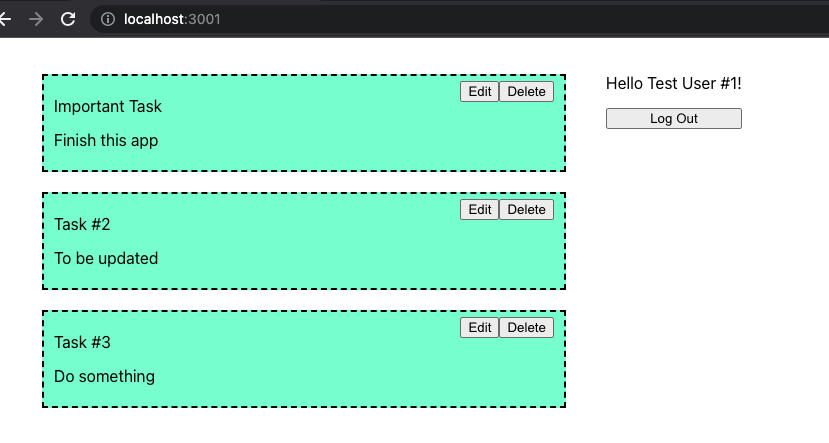 localhost:3001
Edit Delete
Important Task
Finish this app
Edit Delete
Task #2
To be updated
Edit Delete
Task #3
Do something
Hello Test User #1!
Log Out